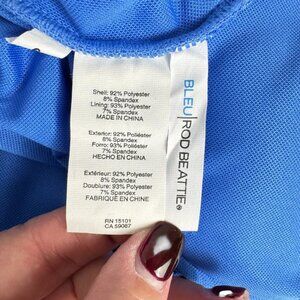 Shell: 92% Polyester
8% Spandex
Lining: 93% Polyester
7% Spandex
MADE IN CHINA
Exterior: 92% Poliester
8% Spandex
Forro: 93% Poliester
7% Spandex
HECHO EN CHINA
Extérieur: 92% Polyester
8% Spandex
Doublure: 93% Polyester
7% Spandex
FABRIQUÉ EN CHINE
RN 15101
CA 59087
BLEU|ROD BEATTIE®